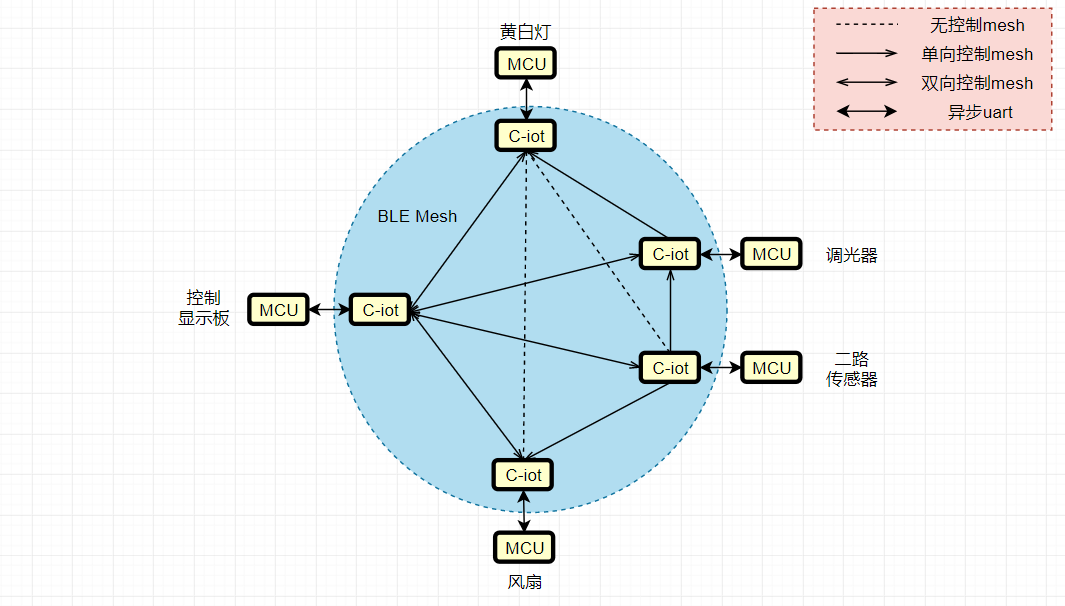 黄白灯
MCU
C-iot
无控制mesh
单向控制mesh
双向控制mesh
异步uart
BLE Mesh
C-iot
MCU
调光器
控制
显示板
MCU
C-iot
C-iot
MCU
二路
传感器
C-iot
MCU
风扇